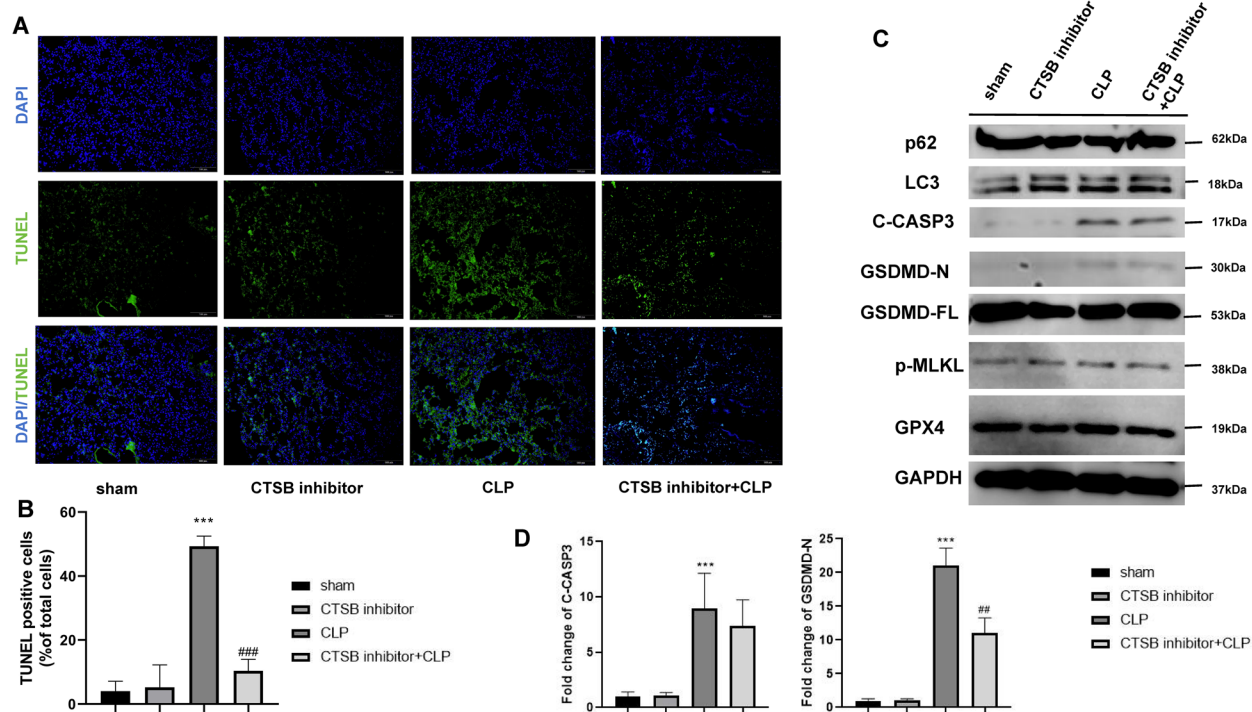 A
DAPI
TUNEL
DAPI/TUNEL
sham
CTSB inhibitor
CLP
CTSB inhibitor+CLP
B
TUNEL positive cells
(%of total cells)
60
40
20
0
***
###
sham
CTSB inhibitor
CLP
CTSB inhibitor+CLP
C
sham
CTSB inhibitor
CLP
CTSB inhibitor
+CLP
p62
62kDa
LC3
18kDa
C-CASP3
17kDa
GSDMD-N
30kDa
GSDMD-FL
53kDa
p-MLKL
38kDa
GPX4
19kDa
GAPDH
37kDa
D
Fold change of C-CASP3
15
10
5
0
***
Fold change of GSDMD-N
25
20
15
10
5
0
***
##
sham
CTSB inhibitor
CLP
CTSB inhibitor+CLP